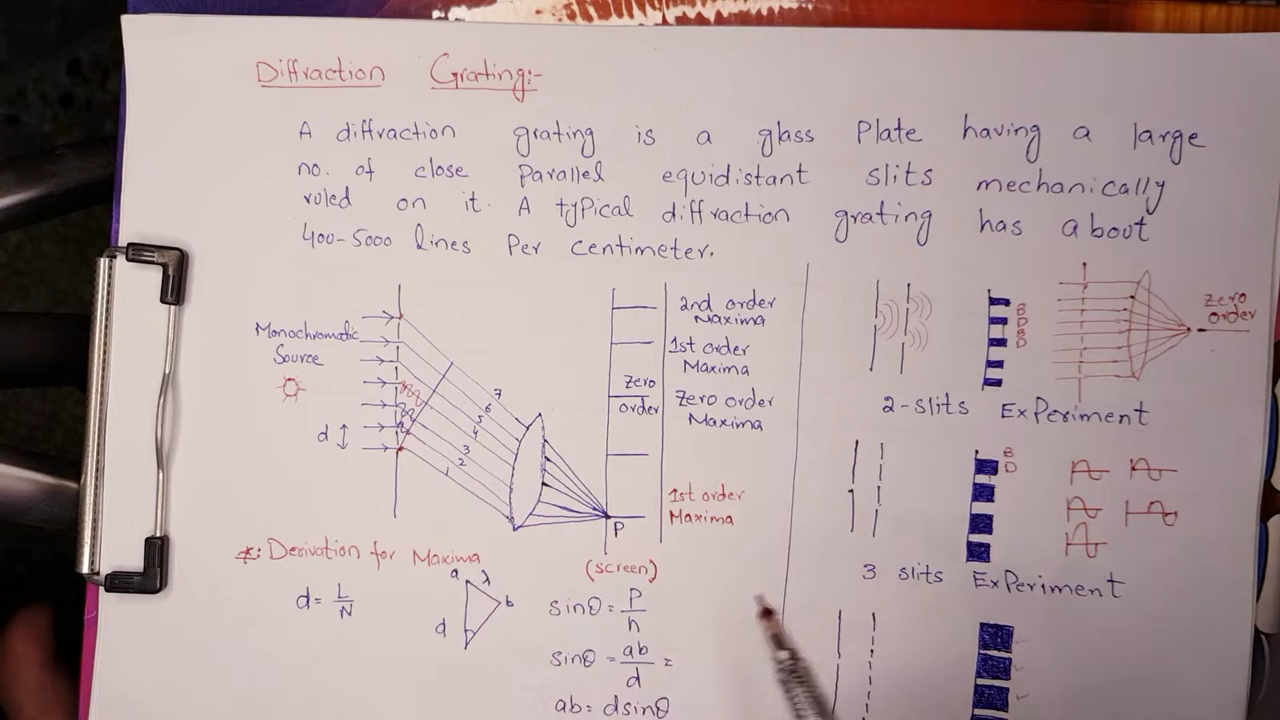 Diffraction Grating:-
A diffraction grating is a glass Plate having a large
no. of close Parallel equidistant slits mechanically
ruled on it. A typical diffraction grating has about
400-5000 lines Per centimeter.
Monochromatic
Source
d
7
6
5
4
3
2
1
P
zero
order
2nd order
Maxima
1st order
Maxima
Zero order
Maxima
1st order
Maxima
(screen)
*: Derivation for Maxima
d = L/N
a
λ
b
d
sinθ = P/h
sinθ = ab/d =
ab = dsinθ
B
D
B
D
zero
order
2-slits ExPeriment
B
D
3 slits ExPeriment